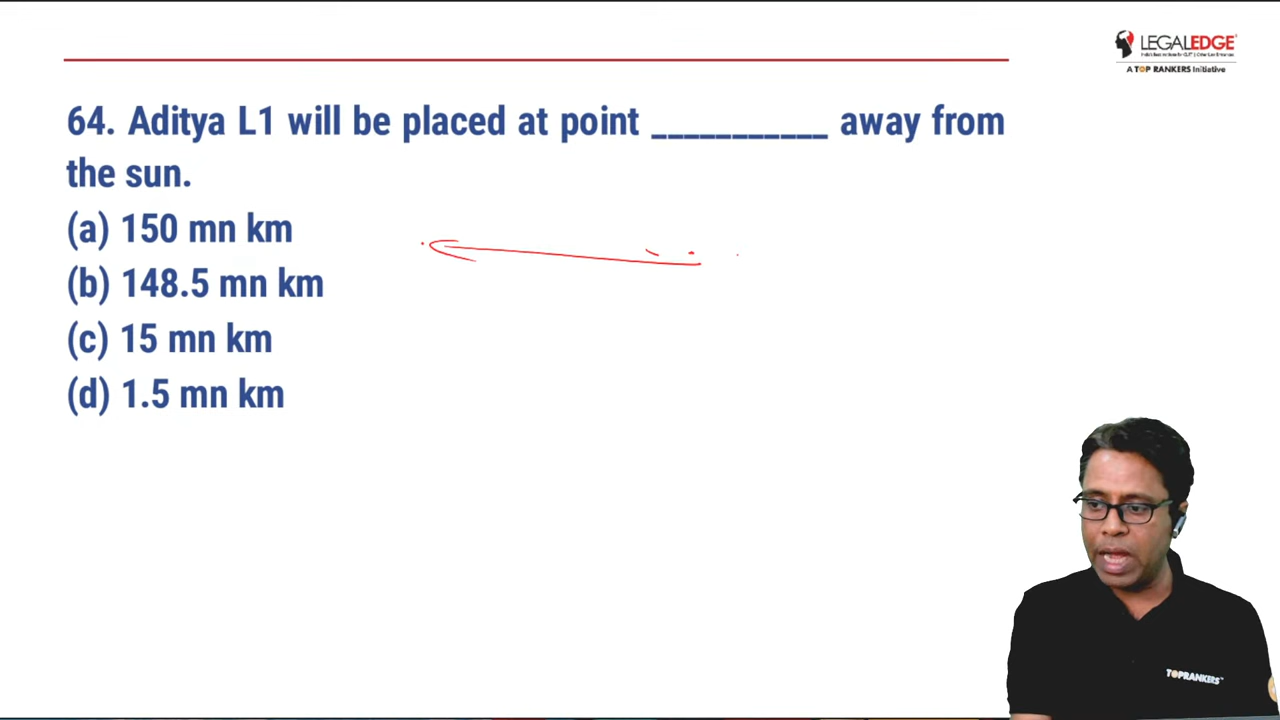 LEGALEDGE
A TOP RANKERS Initiative
64. Aditya L1 will be placed at point ___________ away from
the sun.
(a) 150 mn km
(b) 148.5 mn km
(c) 15 mn km
(d) 1.5 mn km
TOPRANKERS